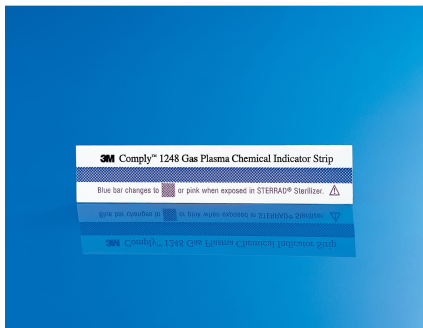 3M Comply™ 1248 Gas Plasma Chemical Indicator Strip
Blue bar changes to or pink when exposed in STERRAD® Sterilizer.